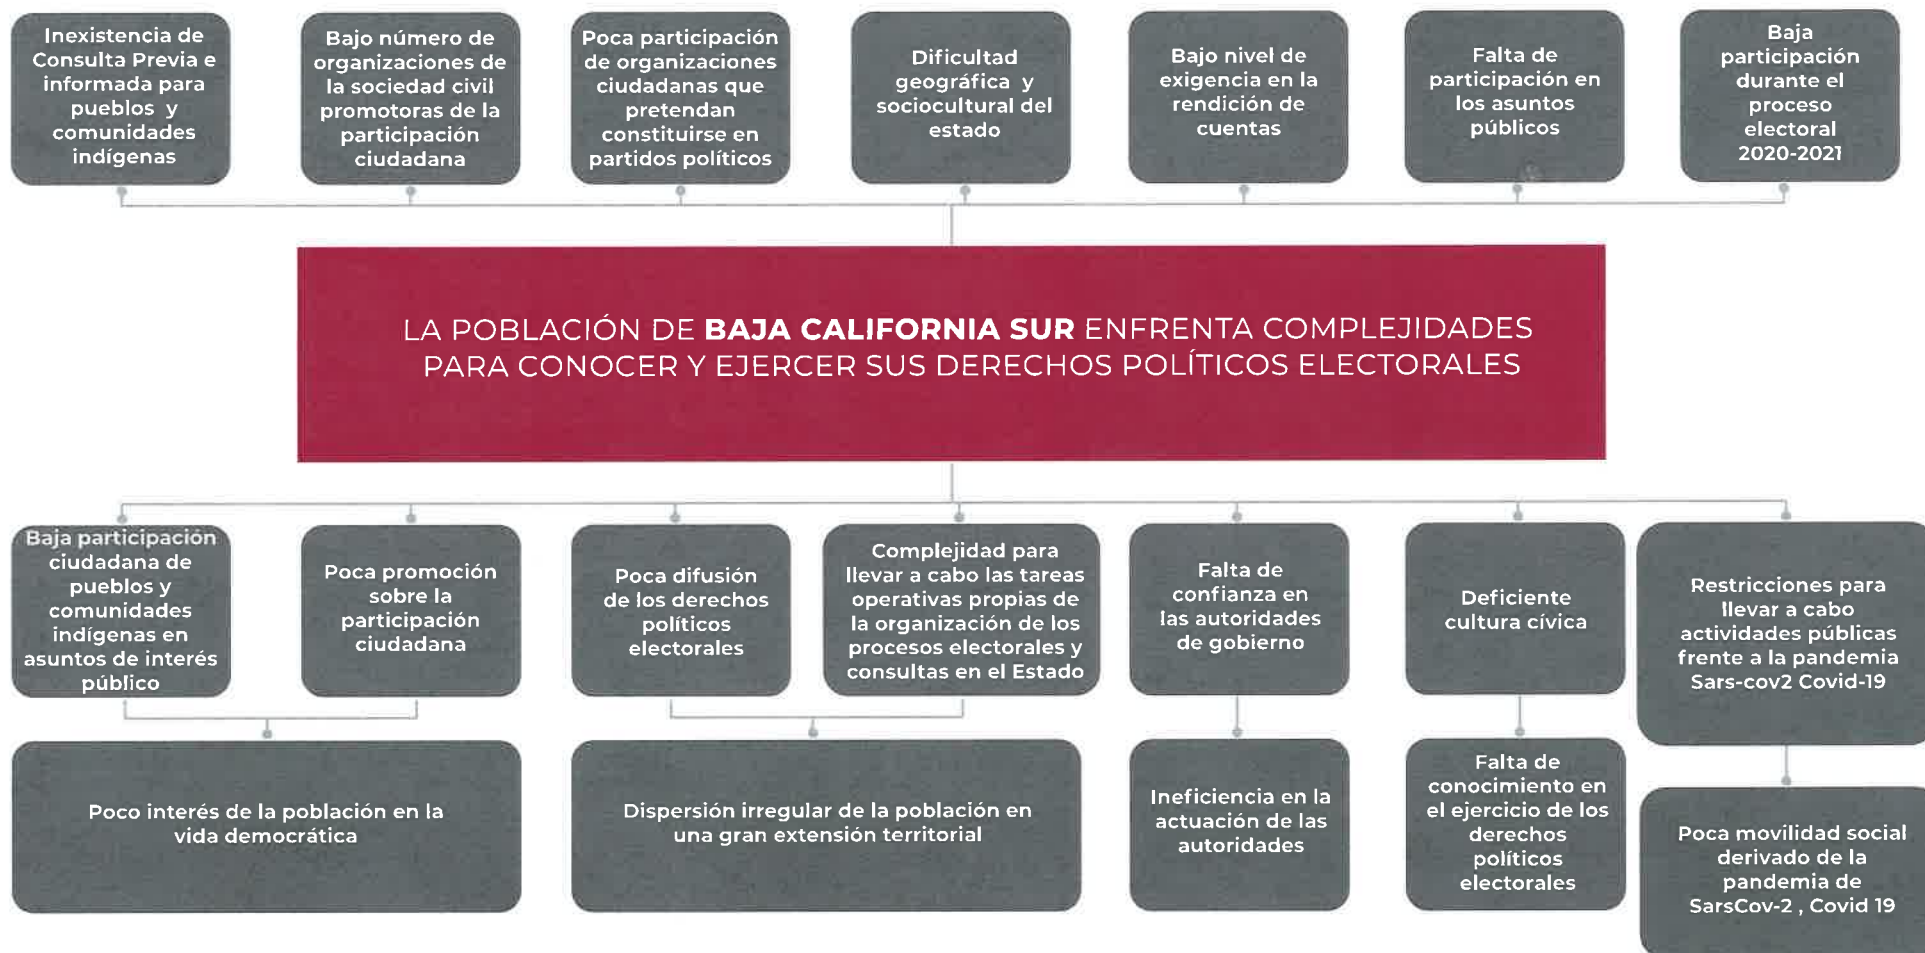 Inexistencia de
Consulta Previa e
informada para
pueblos y
comunidades
indígenas
Bajo número de
organizaciones de
la sociedad civil
promotoras de la
participación
ciudadana
Poca participación
de organizaciones
ciudadanas que
pretendan
constituirse en
partidos políticos
Dificultad
geográfica y
sociocultural del
estado
Bajo nivel de
exigencia en la
rendición de
cuentas
Falta de
participación en
los asuntos
públicos
Baja
participación
durante el
proceso
electoral
2020-2021
LA POBLACIÓN DE BAJA CALIFORNIA SUR ENFRENTA COMPLEJIDADES
PARA CONOCER Y EJERCER SUS DERECHOS POLÍTICOS ELECTORALES
Baja participación
ciudadana de
pueblos y
comunidades
indígenas en
asuntos de interés
público
Poca promoción
sobre la
participación
ciudadana
Poca difusión
de los derechos
políticos
electorales
Complejidad para
llevar a cabo las tareas
operativas propias de
la organización de los
procesos electorales y
consultas en el Estado
Falta de
confianza en
las autoridades
de gobierno
Deficiente
cultura cívica
Restricciones para
llevar a cabo
actividades públicas
frente a la pandemia
Sars-cov2 Covid-19
Poco interés de la población en la
vida democrática
Dispersión irregular de la población en
una gran extensión territorial
Ineficiencia en la
actuación de las
autoridades
Falta de
conocimiento en
el ejercicio de los
derechos
políticos
electorales
Poca movilidad social
derivado de la
pandemia de
SarsCov-2 , Covid 19